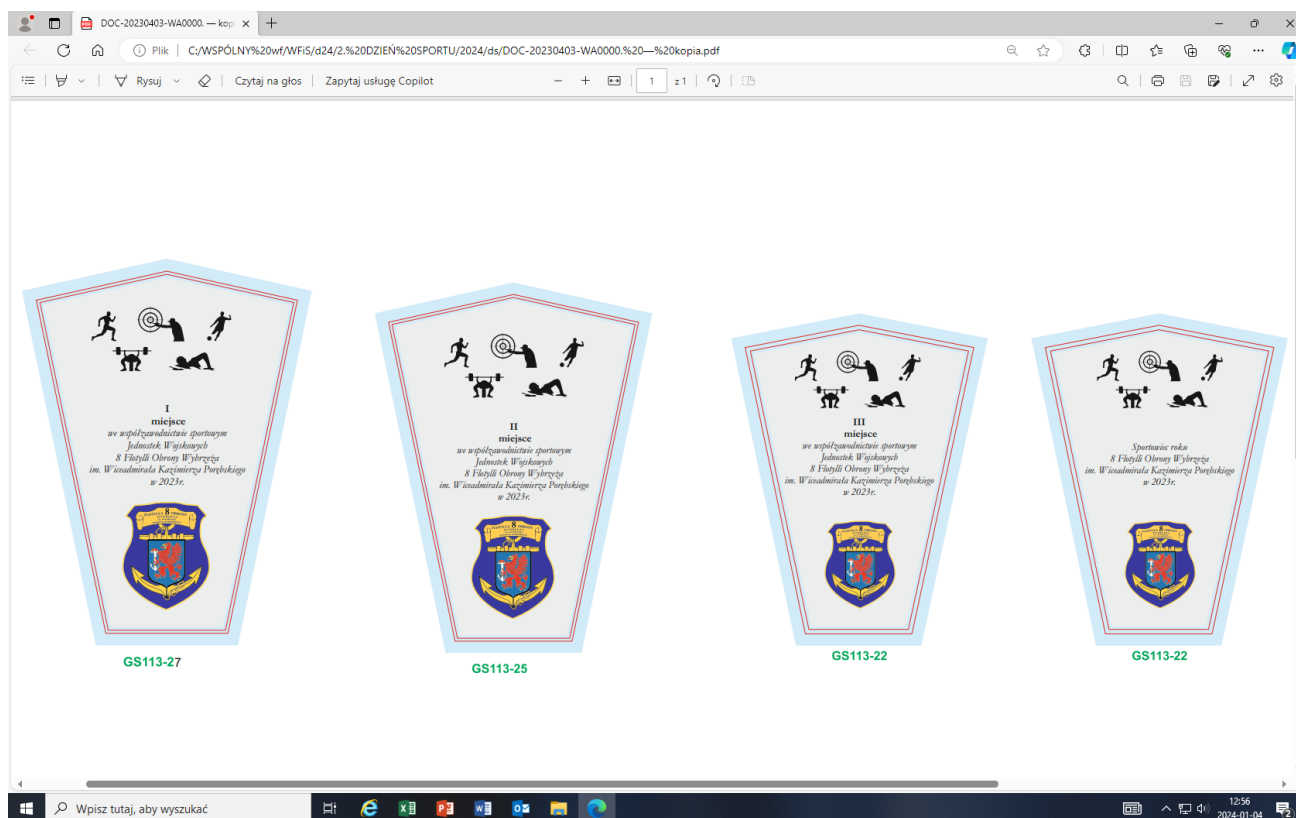 DOC-20230403-WA0000. — kop
Plik
C:/WSPÓLNY%20wf/WFiS/d24/2.%20DZIEŃ%20SPORTU/2024/ds/DOC-20230403-WA0000.%20—%20kopia.pdf
Rysuj
Czytaj na głos
Zapytaj usługę Copilot
1
z 1
I
miejsce
we współzawodnictwie sportowym
Jednostek Wojskowych
8 Flotylli Obrony Wybrzeża
im. Wiceadmirała Kazimierza Porębskiego
w 2023r.
8
GS113-27
II
miejsce
we współzawodnictwie sportowym
Jednostek Wojskowych
8 Flotylli Obrony Wybrzeża
im. Wiceadmirała Kazimierza Porębskiego
w 2023r.
8
GS113-25
III
miejsce
we współzawodnictwie sportowym
Jednostek Wojskowych
8 Flotylli Obrony Wybrzeża
im. Wiceadmirała Kazimierza Porębskiego
w 2023r.
8
GS113-22
Sportowiec roku
8 Flotylli Obrony Wybrzeża
im. Wiceadmirała Kazimierza Porębskiego
w 2023r.
8
GS113-22
Wpisz tutaj, aby wyszukać
12:56
2024-01-04
2